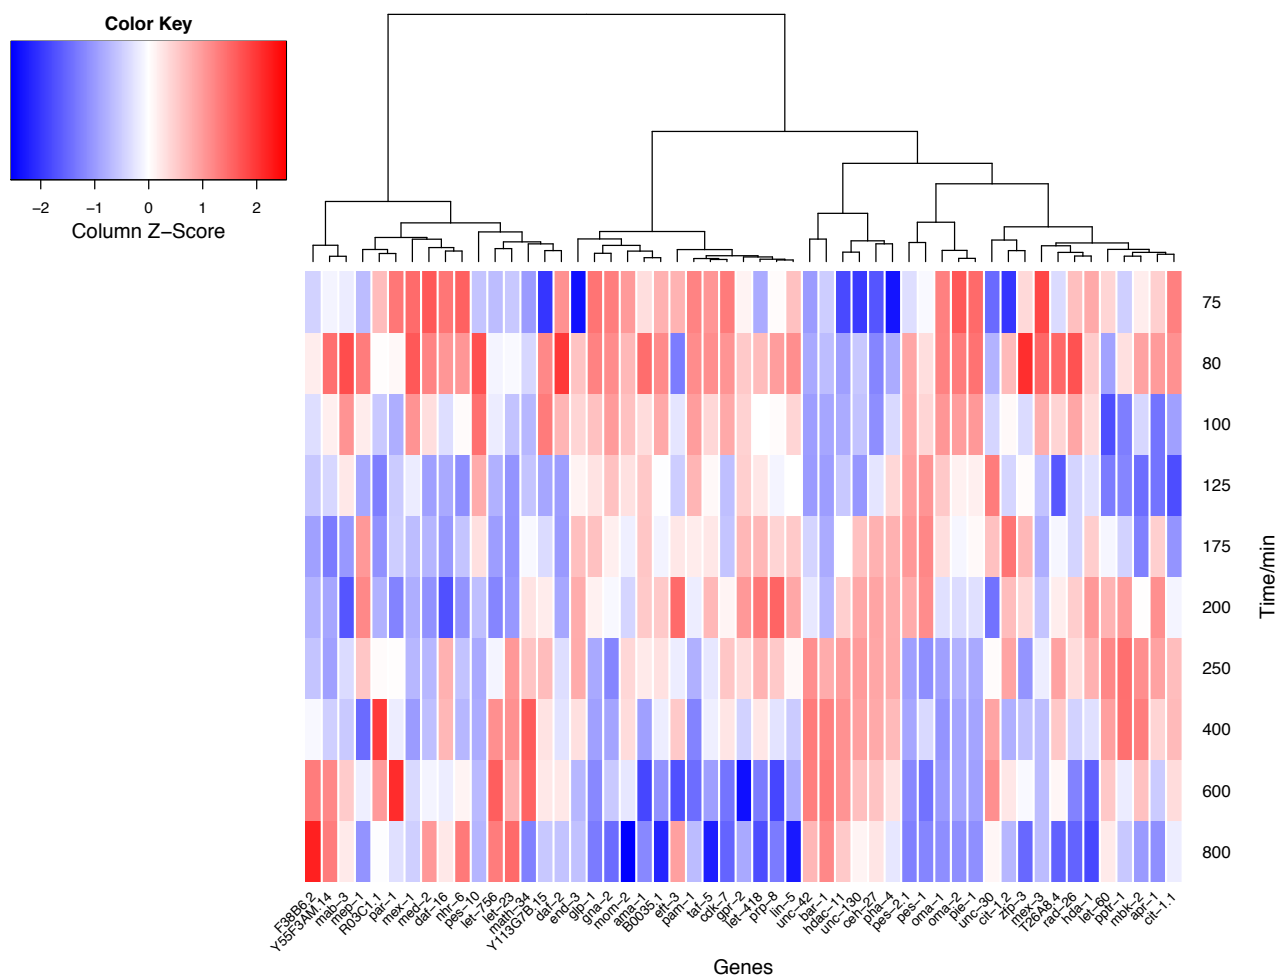 Color Key
−2 −1 0 1 2
Column Z−Score
75
80
100
125
175
200
250
400
600
800
Time/min
F38B6.2
Y55F3AM.14
nab−3
mep−1
R03C1.1
par−1
mex−1
med−2
daf−16
nhr−6
pes−10
let−756
let−23
math−34
Y113G7B.15
daf−2
end−3
glp−1
gna−2
mom−2
ama−1
B0035.1
elt−3
pam−1
taf−5
cdk−7
gpr−2
let−418
prp−8
lin−5
unc−42
bar−1
hdac−11
unc−130
ceh−27
pha−4
pes−2.1
pes−1
oma−1
oma−2
pie−1
unc−30
cit−1.2
zfp−3
mex−3
T26A8.4
rad−26
hda−1
let−60
pptr−1
mbk−2
apr−1
cit−1.1
Genes